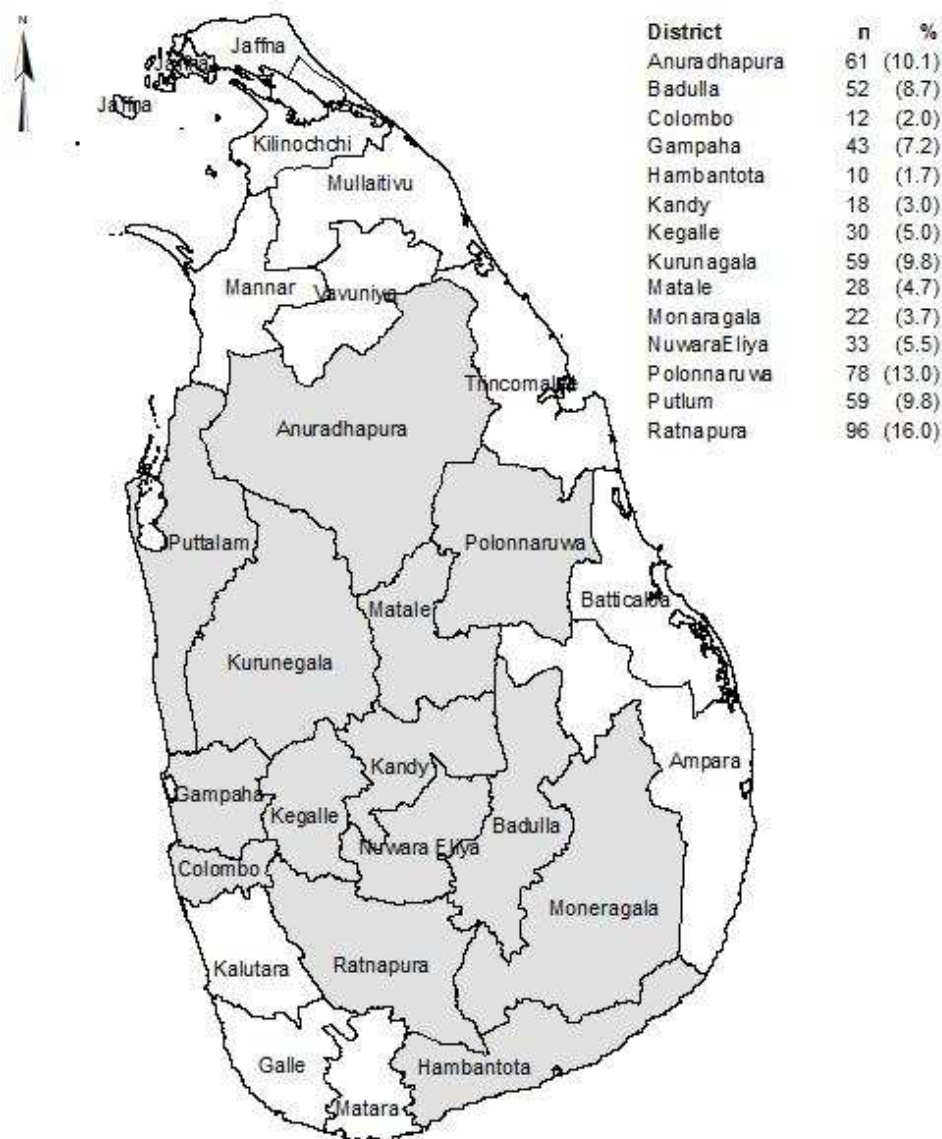 N
District n %
Anuradhapura 61 (10.1)
Badulla 52 (8.7)
Colombo 12 (2.0)
Gampaha 43 (7.2)
Hambantota 10 (1.7)
Kandy 18 (3.0)
Kegalle 30 (5.0)
Kurunagala 59 (9.8)
Matale 28 (4.7)
Monaragala 22 (3.7)
NuwaraEliya 33 (5.5)
Polonnaruwa 78 (13.0)
Putlum 59 (9.8)
Ratnapura 96 (16.0)
Jaffna
Jaffna
Jaffna
Kilinochchi
Mullaitivu
Mannar
Vavuniya
Trincomalee
Anuradhapura
Puttalam
Polonnaruwa
Matale
Batticaloa
Kurunegala
Kandy
Ampara
Gampaha
Kegalle
Badulla
Nuwara Eliya
Colombo
Moneragala
Kalutara
Ratnapura
Galle
Hambantota
Matara